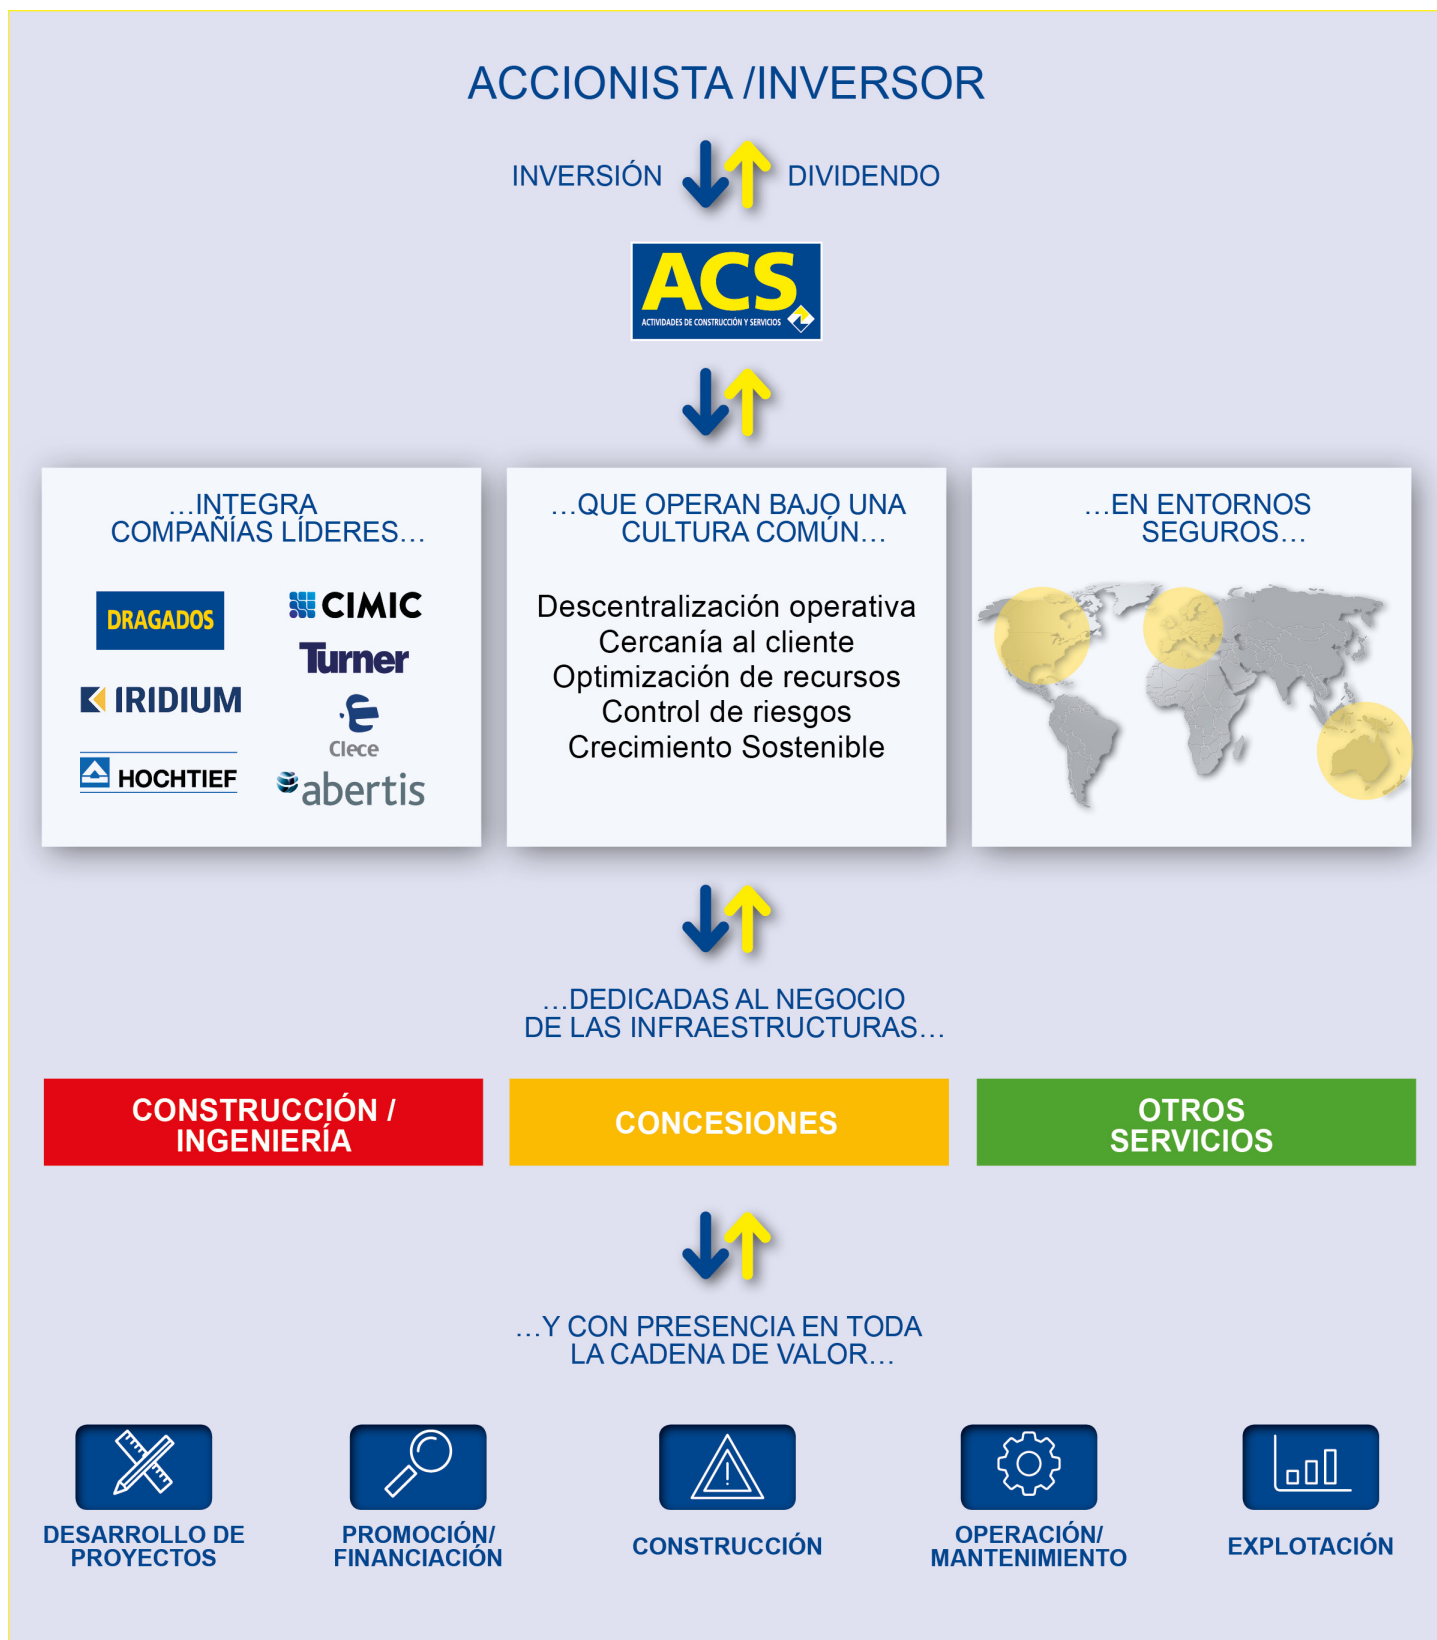 ACCIONISTA /INVERSOR
INVERSIÓN
DIVIDENDO
ACS
ACTIVIDADES DE CONSTRUCCIÓN Y SERVICIOS
…INTEGRA
COMPAÑÍAS LÍDERES…
DRAGADOS
IRIDIUM
HOCHTIEF
CIMIC
Turner
Clece
abertis
…QUE OPERAN BAJO UNA
CULTURA COMÚN…
Descentralización operativa
Cercanía al cliente
Optimización de recursos
Control de riesgos
Crecimiento Sostenible
…EN ENTORNOS
SEGUROS…
…DEDICADAS AL NEGOCIO
DE LAS INFRAESTRUCTURAS…
CONSTRUCCIÓN /
INGENIERÍA
CONCESIONES
OTROS
SERVICIOS
…Y CON PRESENCIA EN TODA
LA CADENA DE VALOR…
DESARROLLO DE
PROYECTOS
PROMOCIÓN/
FINANCIACIÓN
CONSTRUCCIÓN
OPERACIÓN/
MANTENIMIENTO
EXPLOTACIÓN